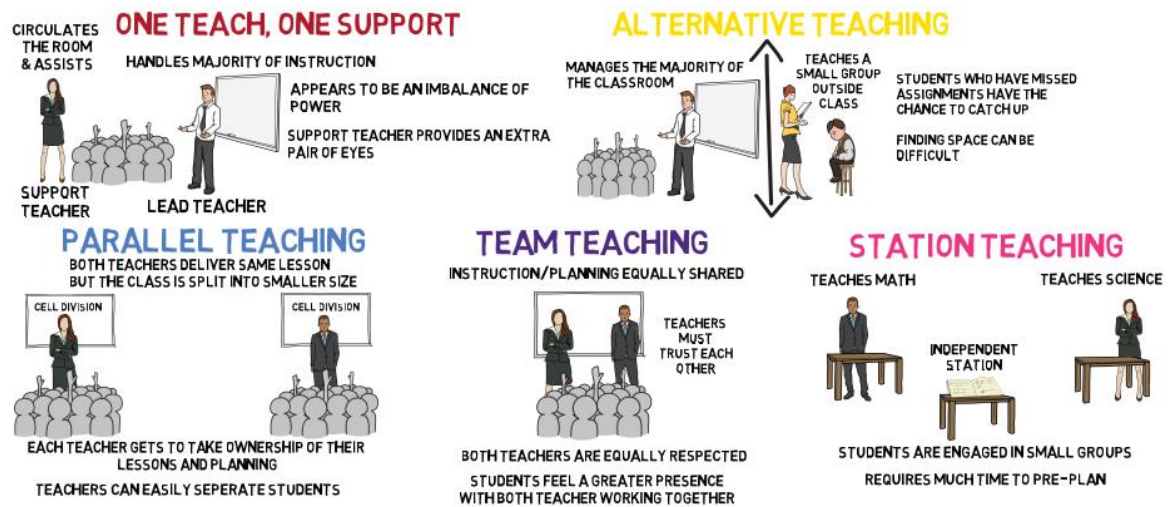 ONE TEACH, ONE SUPPORT
CIRCULATES
THE ROOM
& ASSISTS
HANDLES MAJORITY OF INSTRUCTION
APPEARS TO BE AN IMBALANCE OF
POWER
SUPPORT TEACHER PROVIDES AN EXTRA
PAIR OF EYES
SUPPORT
TEACHER
LEAD TEACHER
ALTERNATIVE TEACHING
MANAGES THE MAJORITY OF
THE CLASSROOM
TEACHES A
SMALL GROUP
OUTSIDE
CLASS
STUDENTS WHO HAVE MISSED
ASSIGNMENTS HAVE THE
CHANCE TO CATCH UP
FINDING SPACE CAN BE
DIFFICULT
PARALLEL TEACHING
BOTH TEACHERS DELIVER SAME LESSON
BUT THE CLASS IS SPLIT INTO SMALLER SIZE
CELL DIVISION
CELL DIVISION
EACH TEACHER GETS TO TAKE OWNERSHIP OF THEIR
LESSONS AND PLANNING
TEACHERS CAN EASILY SEPERATE STUDENTS
TEAM TEACHING
INSTRUCTION/PLANNING EQUALLY SHARED
TEACHERS
MUST
TRUST EACH
OTHER
BOTH TEACHERS ARE EQUALLY RESPECTED
STUDENTS FEEL A GREATER PRESENCE
WITH BOTH TEACHER WORKING TOGETHER
STATION TEACHING
TEACHES MATH
TEACHES SCIENCE
INDEPENDENT
STATION
STUDENTS ARE ENGAGED IN SMALL GROUPS
REQUIRES MUCH TIME TO PRE-PLAN